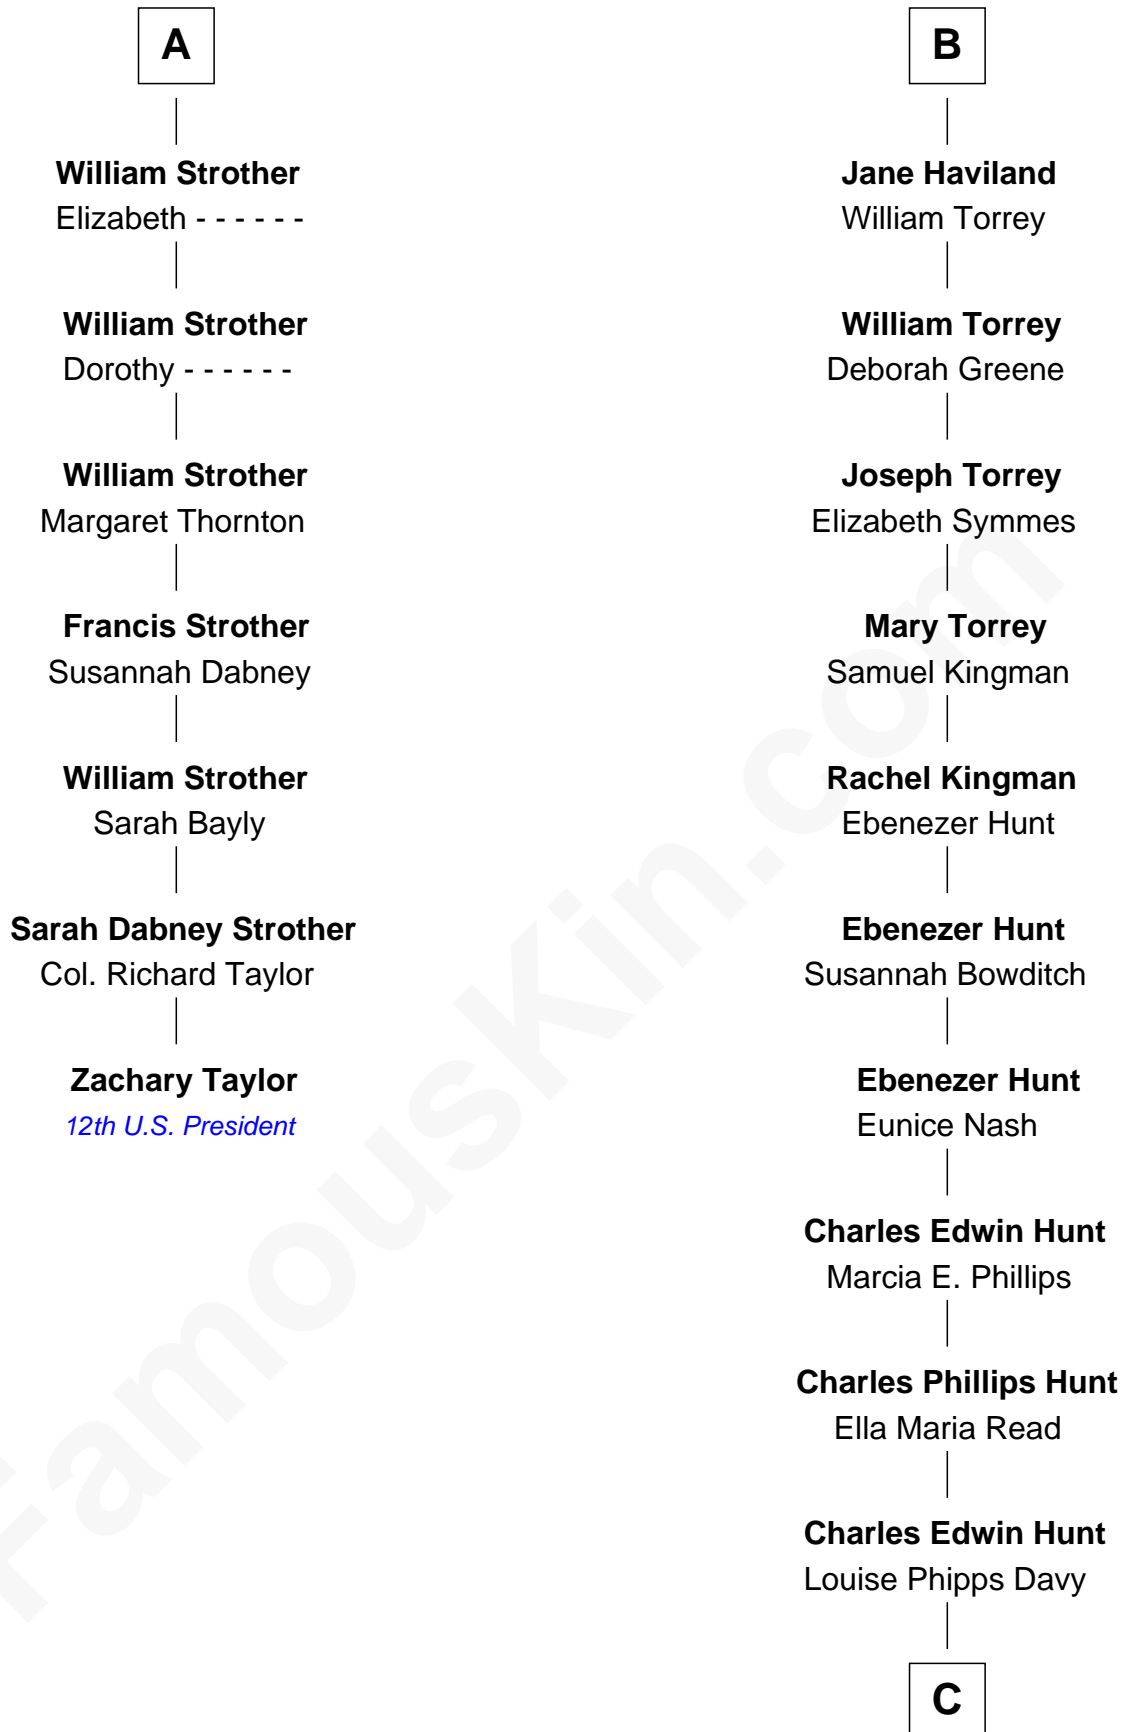 A
William Strother
Elizabeth - - - - - -
William Strother
Dorothy - - - - - -
William Strother
Margaret Thornton
Francis Strother
Susannah Dabney
William Strother
Sarah Bayly
Sarah Dabney Strother
Col. Richard Taylor
Zachary Taylor
12th U.S. President
B
Jane Haviland
William Torrey
William Torrey
Deborah Greene
Joseph Torrey
Elizabeth Symmes
Mary Torrey
Samuel Kingman
Rachel Kingman
Ebenezer Hunt
Ebenezer Hunt
Susannah Bowditch
Ebenezer Hunt
Eunice Nash
Charles Edwin Hunt
Marcia E. Phillips
Charles Phillips Hunt
Ella Maria Read
Charles Edwin Hunt
Louise Phipps Davy
C
FamousKin.com